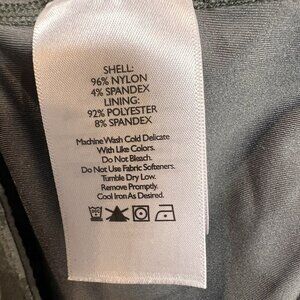 SHELL:
96% NYLON
4% SPANDEX
LINING:
92% POLYESTER
8% SPANDEX
Machine Wash Cold Delicate
With Like Colors.
Do Not Bleach.
Do Not Use Fabric Softeners.
Tumble Dry Low.
Remove Promptly.
Cool Iron As Desired.